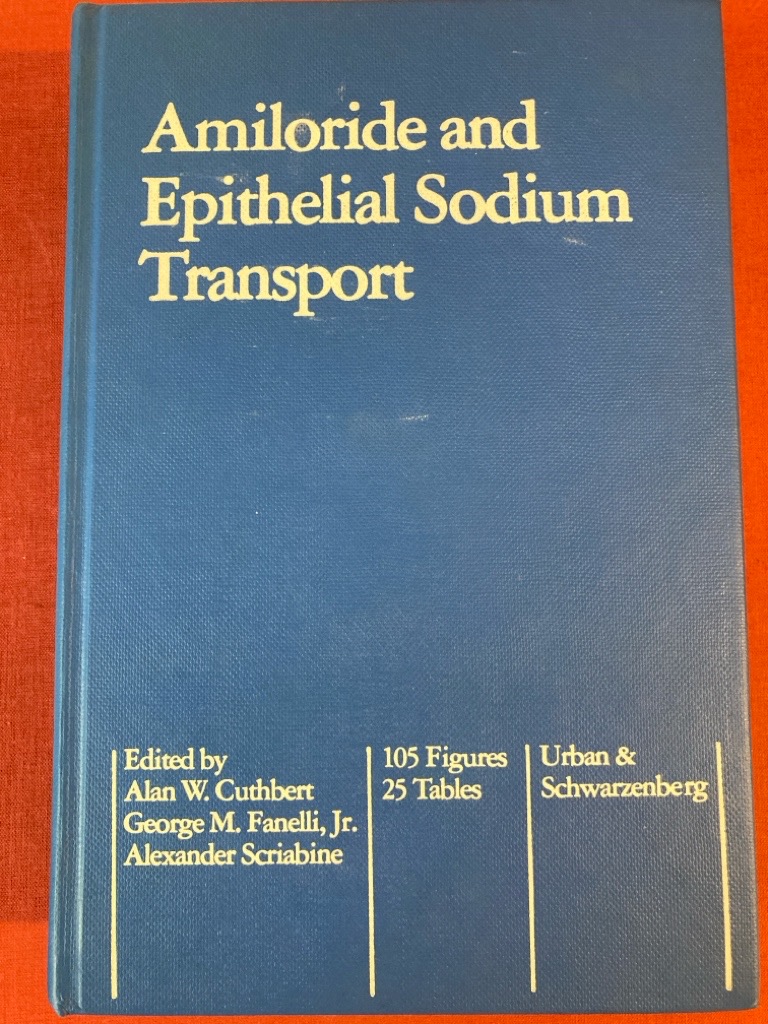 Amiloride and
Epithelial Sodium
Transport
Edited by
Alan W. Cuthbert
George M. Fanelli, Jr.
Alexander Scriabine
105 Figures
25 Tables
Urban &
Schwarzenberg